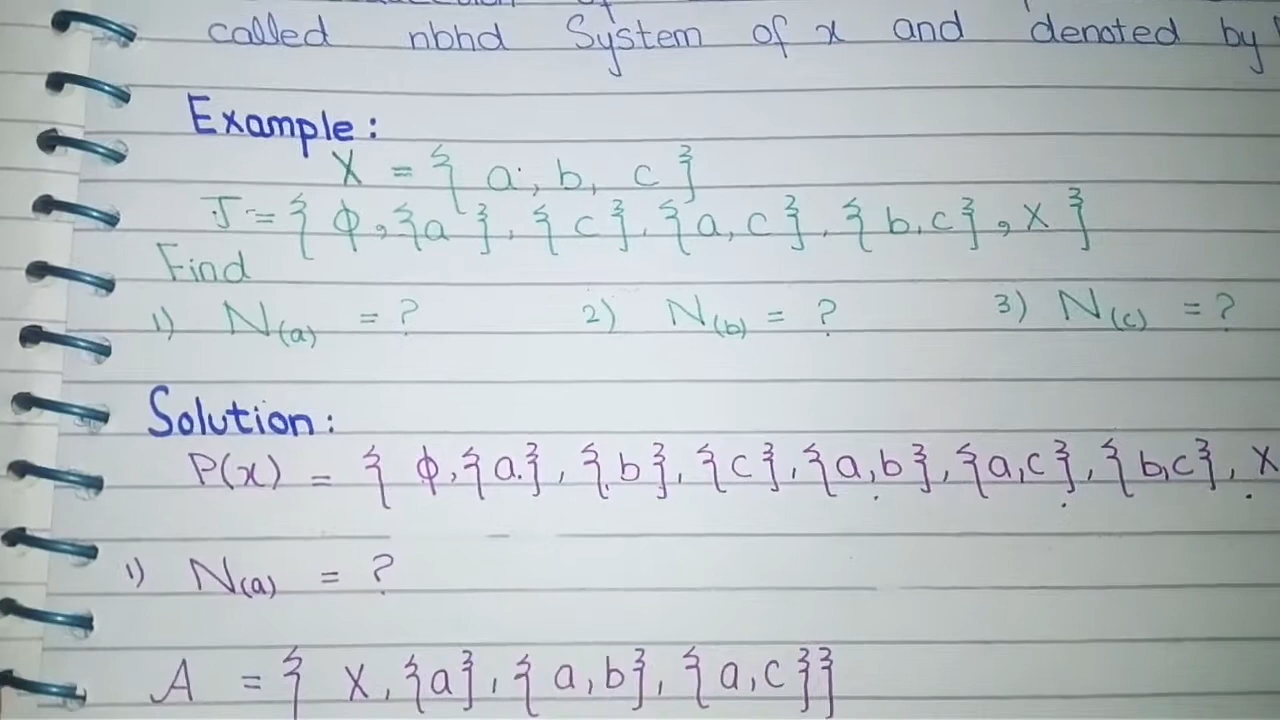 called nbhd System of x and denoted by
Example:
X = { a, b, c }
J = { ϕ, {a}, { c}, {a, c}, { b, c}, X }
Find
1) N(a) = ? 2) N(b) = ? 3) N(c) = ?
Solution:
P(x) = { ϕ, {a}, { b}, { c}, { a, b}, { a, c}, { b, c}, X
1) N(a) = ?
A = { X, {a}, { a, b}, { a, c}}